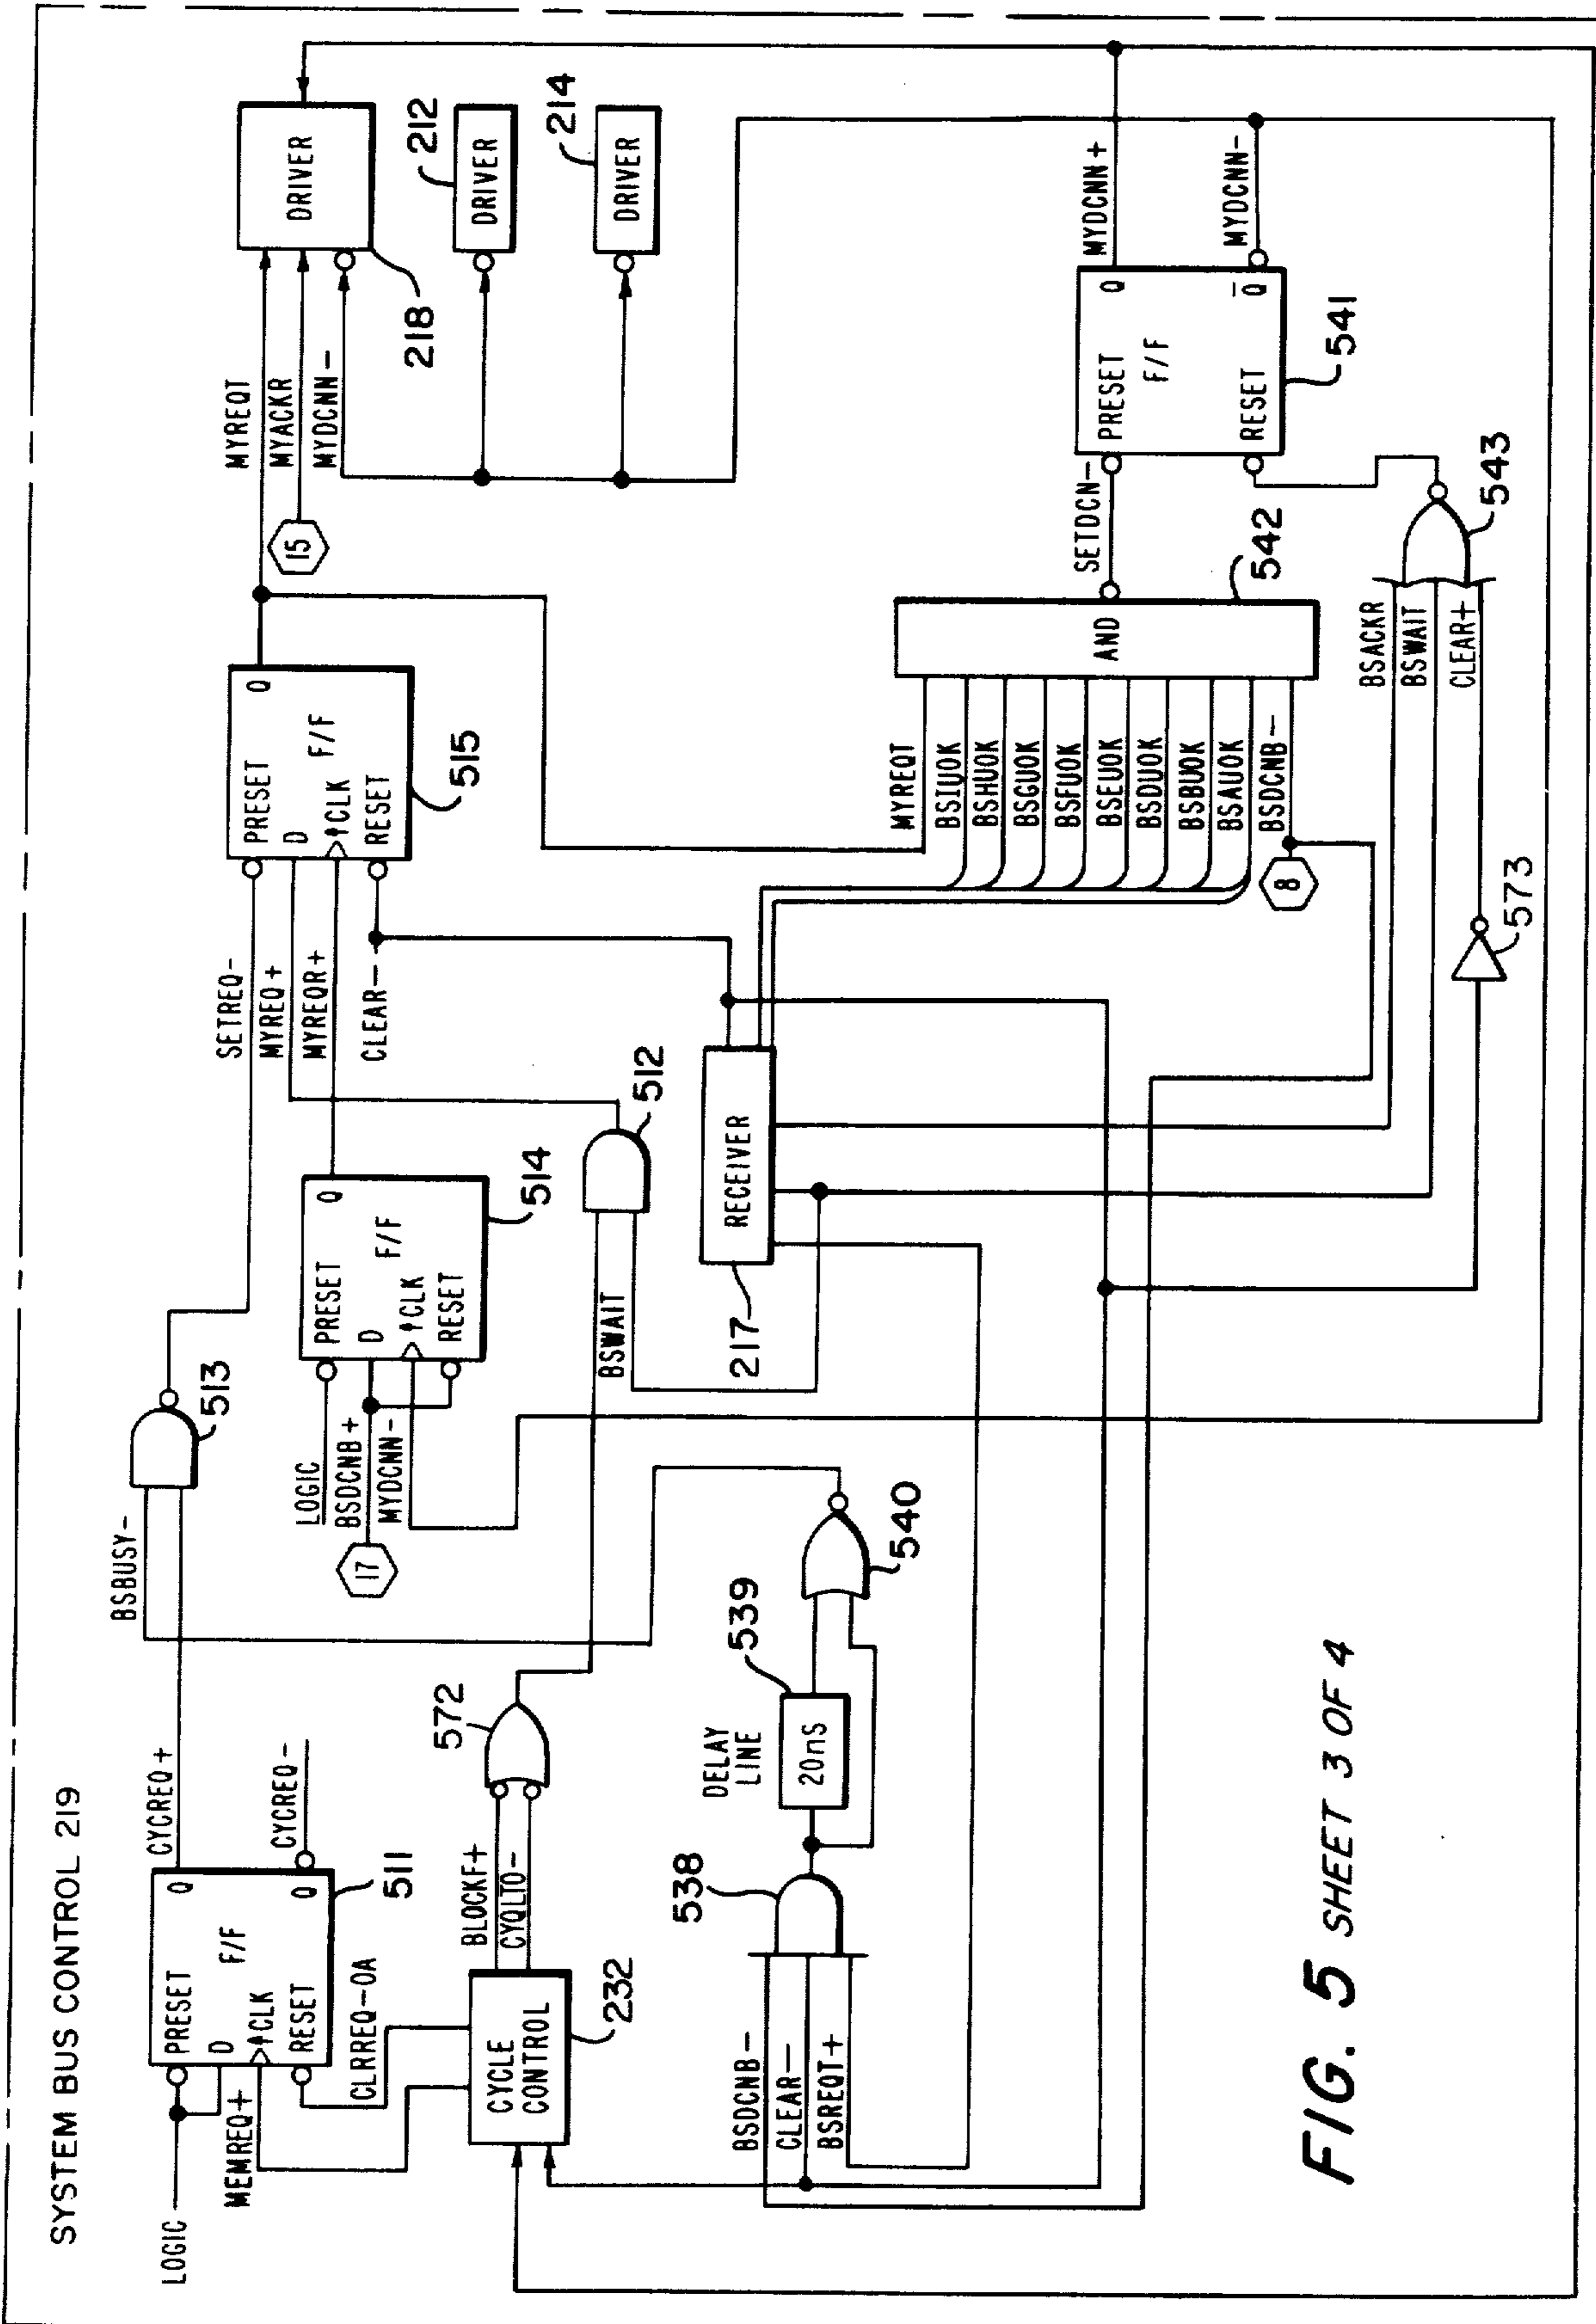 SYSTEM BUS CONTROL 219
LOGIC 1
MEMREQ+
PRESET
D
F/F
↑CLK
RESET
Q
Q
511
CYCREQ+
CYCREQ-
CLRREQ-0A
CYCLE
CONTROL
232
BLOCKF+
CYQLTO-
572
BSBUSY-
513
LOGIC 1
BSDCNB+
17
MYDCNN-
PRESET
D
F/F
↑CLK
RESET
Q
514
BSWAIT
512
SETREQ-
MYREQ+
MYREQR+
CLEAR-
PRESET
D
F/F
↑CLK
RESET
Q
515
MYREQT
MYACKR
15
MYDCNN-
DRIVER
218
DRIVER
212
DRIVER
214
538
BSDCNB-
CLEAR-
BSREQT+
DELAY
LINE
20nS
539
540
RECEIVER
217
MYREQT
BSIUOK
BSHUOK
BSGUOK
BSFUOK
BSEUOK
BSDUOK
BSBUOK
BSAUOK
BSDCNB-
8
AND
542
SETDCN-
PRESET
F/F
RESET
Q
Q̅
541
MYDCNN+
MYDCNN-
BSACKR
BSWAIT
CLEAR+
543
573
FIG. 5 SHEET 3 OF 4